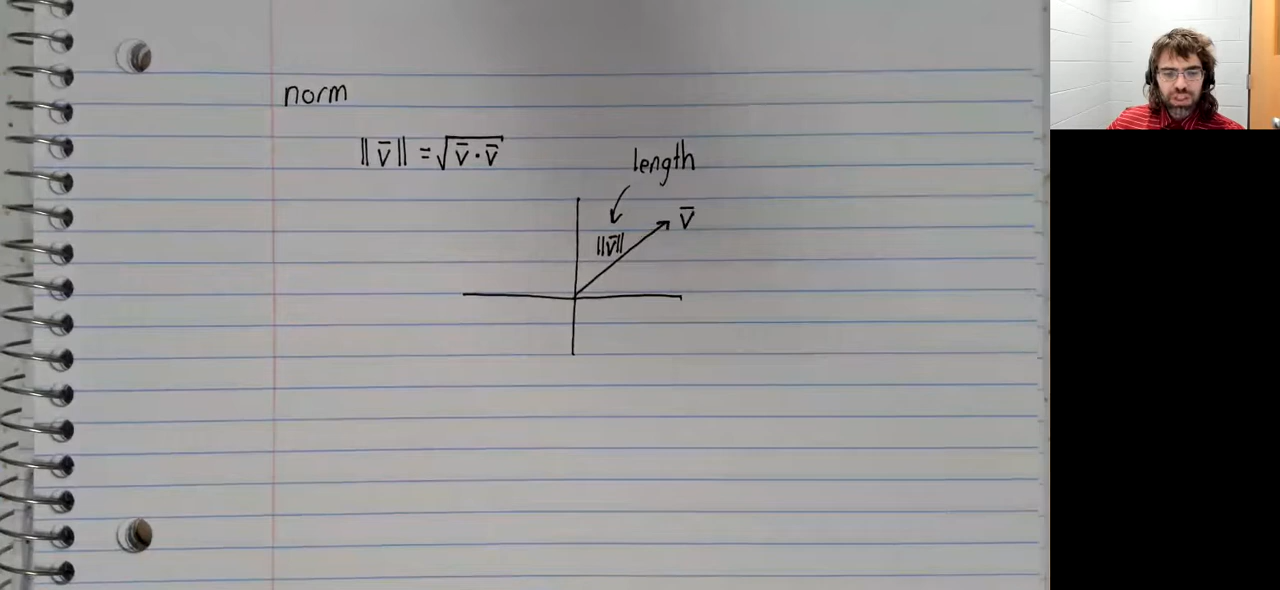 norm
‖v̄‖ = √(v̄ · v̄)
length
v̄
‖v̄‖